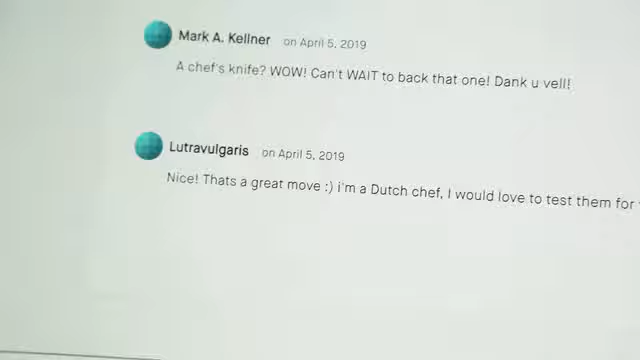 Mark A. Kellner on April 5, 2019
A chef's knife? WOW! Can't WAIT to back that one! Dank u vell!
Lutravulgaris on April 5, 2019
Nice! Thats a great move :) i'm a Dutch chef, I would love to test them for